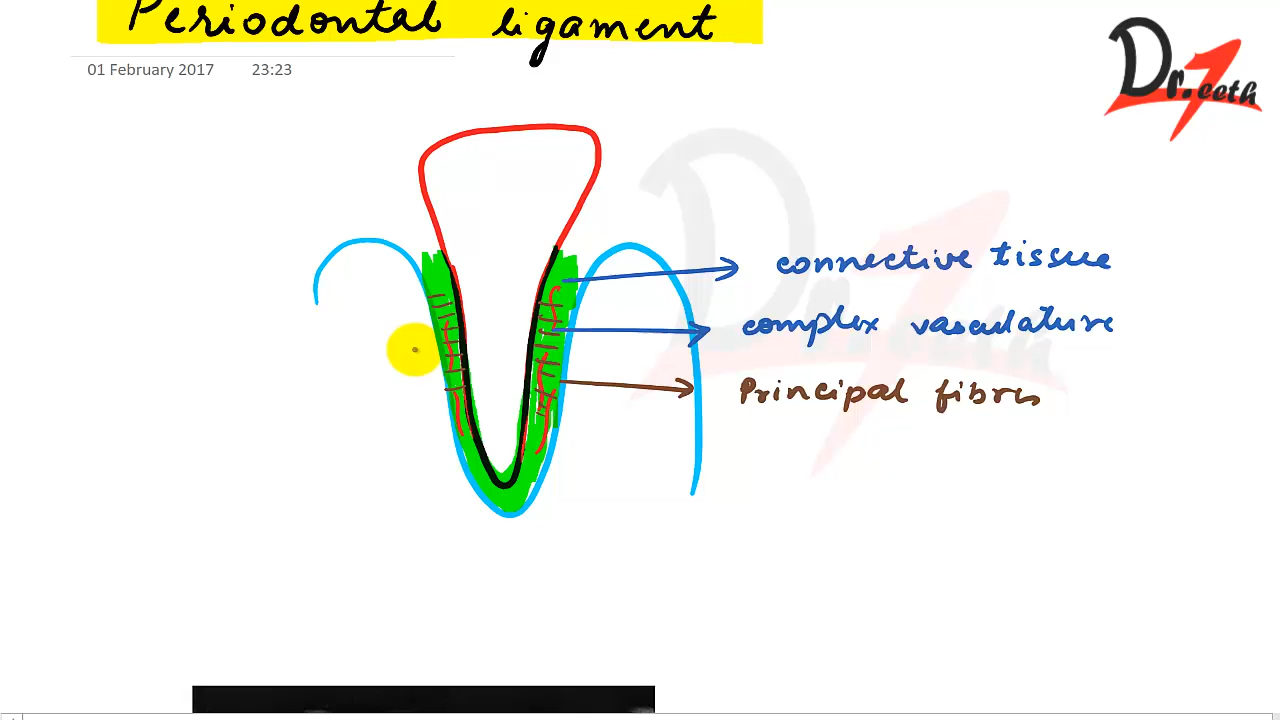 Periodontal ligament
01 February 2017 23:23
Dr. Teeth
connective tissue
complex vasculature
Principal fibres